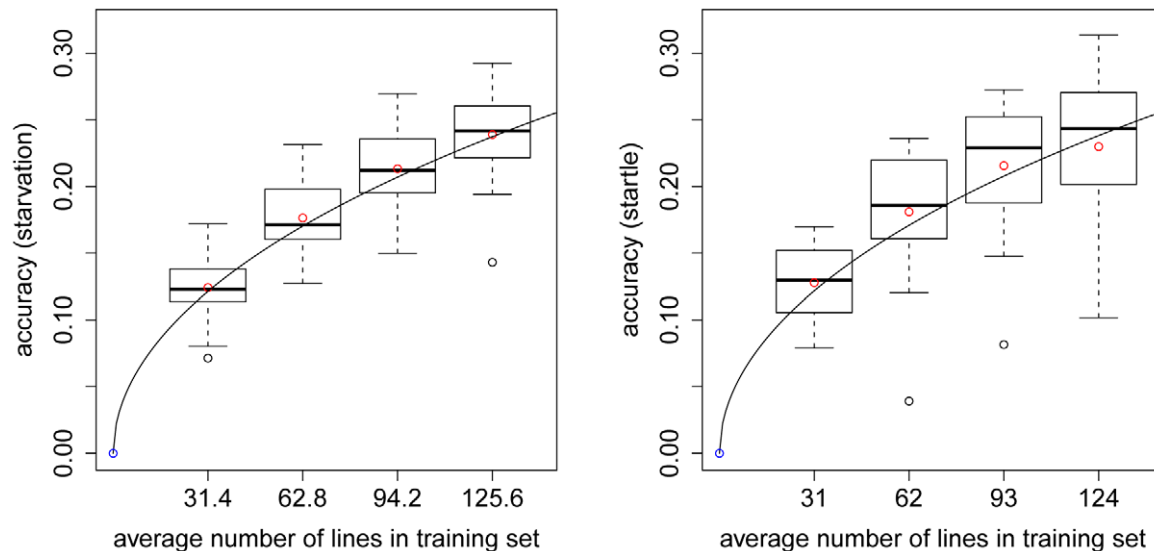 accuracy (starvation)
0.30
0.20
0.10
0.00
31.4 62.8 94.2 125.6
average number of lines in training set
accuracy (startle)
0.30
0.20
0.10
0.00
31 62 93 124
average number of lines in training set